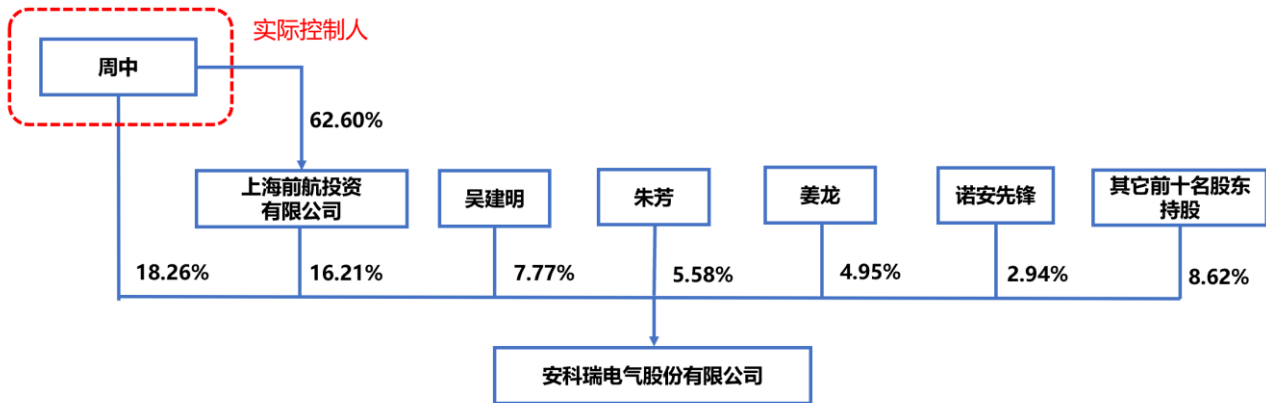 实际控制人
周中
62.60%
上海前航投资
有限公司
吴建明
朱芳
姜龙
诺安先锋
其它前十名股东
持股
18.26%
16.21%
7.77%
5.58%
4.95%
2.94%
8.62%
安科瑞电气股份有限公司